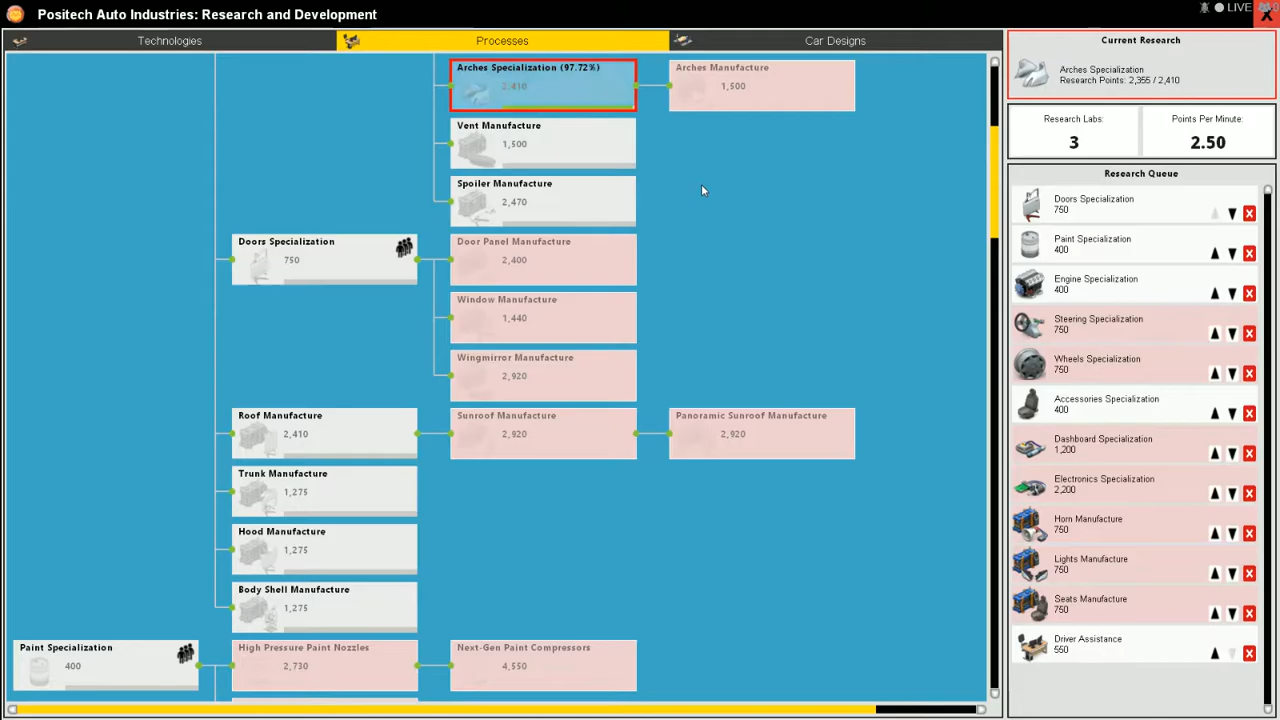 Positech Auto Industries: Research and Development
LIVE
Technologies
Processes
Car Designs
Arches Specialization (97.72%)
2,410
Arches Manufacture
1,500
Vent Manufacture
1,500
Spoiler Manufacture
2,470
Doors Specialization
750
Door Panel Manufacture
2,400
Window Manufacture
1,440
Wingmirror Manufacture
2,920
Roof Manufacture
2,410
Sunroof Manufacture
2,920
Panoramic Sunroof Manufacture
2,920
Trunk Manufacture
1,275
Hood Manufacture
1,275
Body Shell Manufacture
1,275
Paint Specialization
400
High Pressure Paint Nozzles
2,730
Next-Gen Paint Compressors
4,550
Current Research
Arches Specialization
Research Points: 2,355 / 2,410
Research Labs:
3
Points Per Minute:
2.50
Research Queue
Doors Specialization
750
Paint Specialization
400
Engine Specialization
400
Steering Specialization
750
Wheels Specialization
750
Accessories Specialization
400
Dashboard Specialization
1,200
Electronics Specialization
2,200
Horn Manufacture
750
Lights Manufacture
750
Seats Manufacture
750
Driver Assistance
550